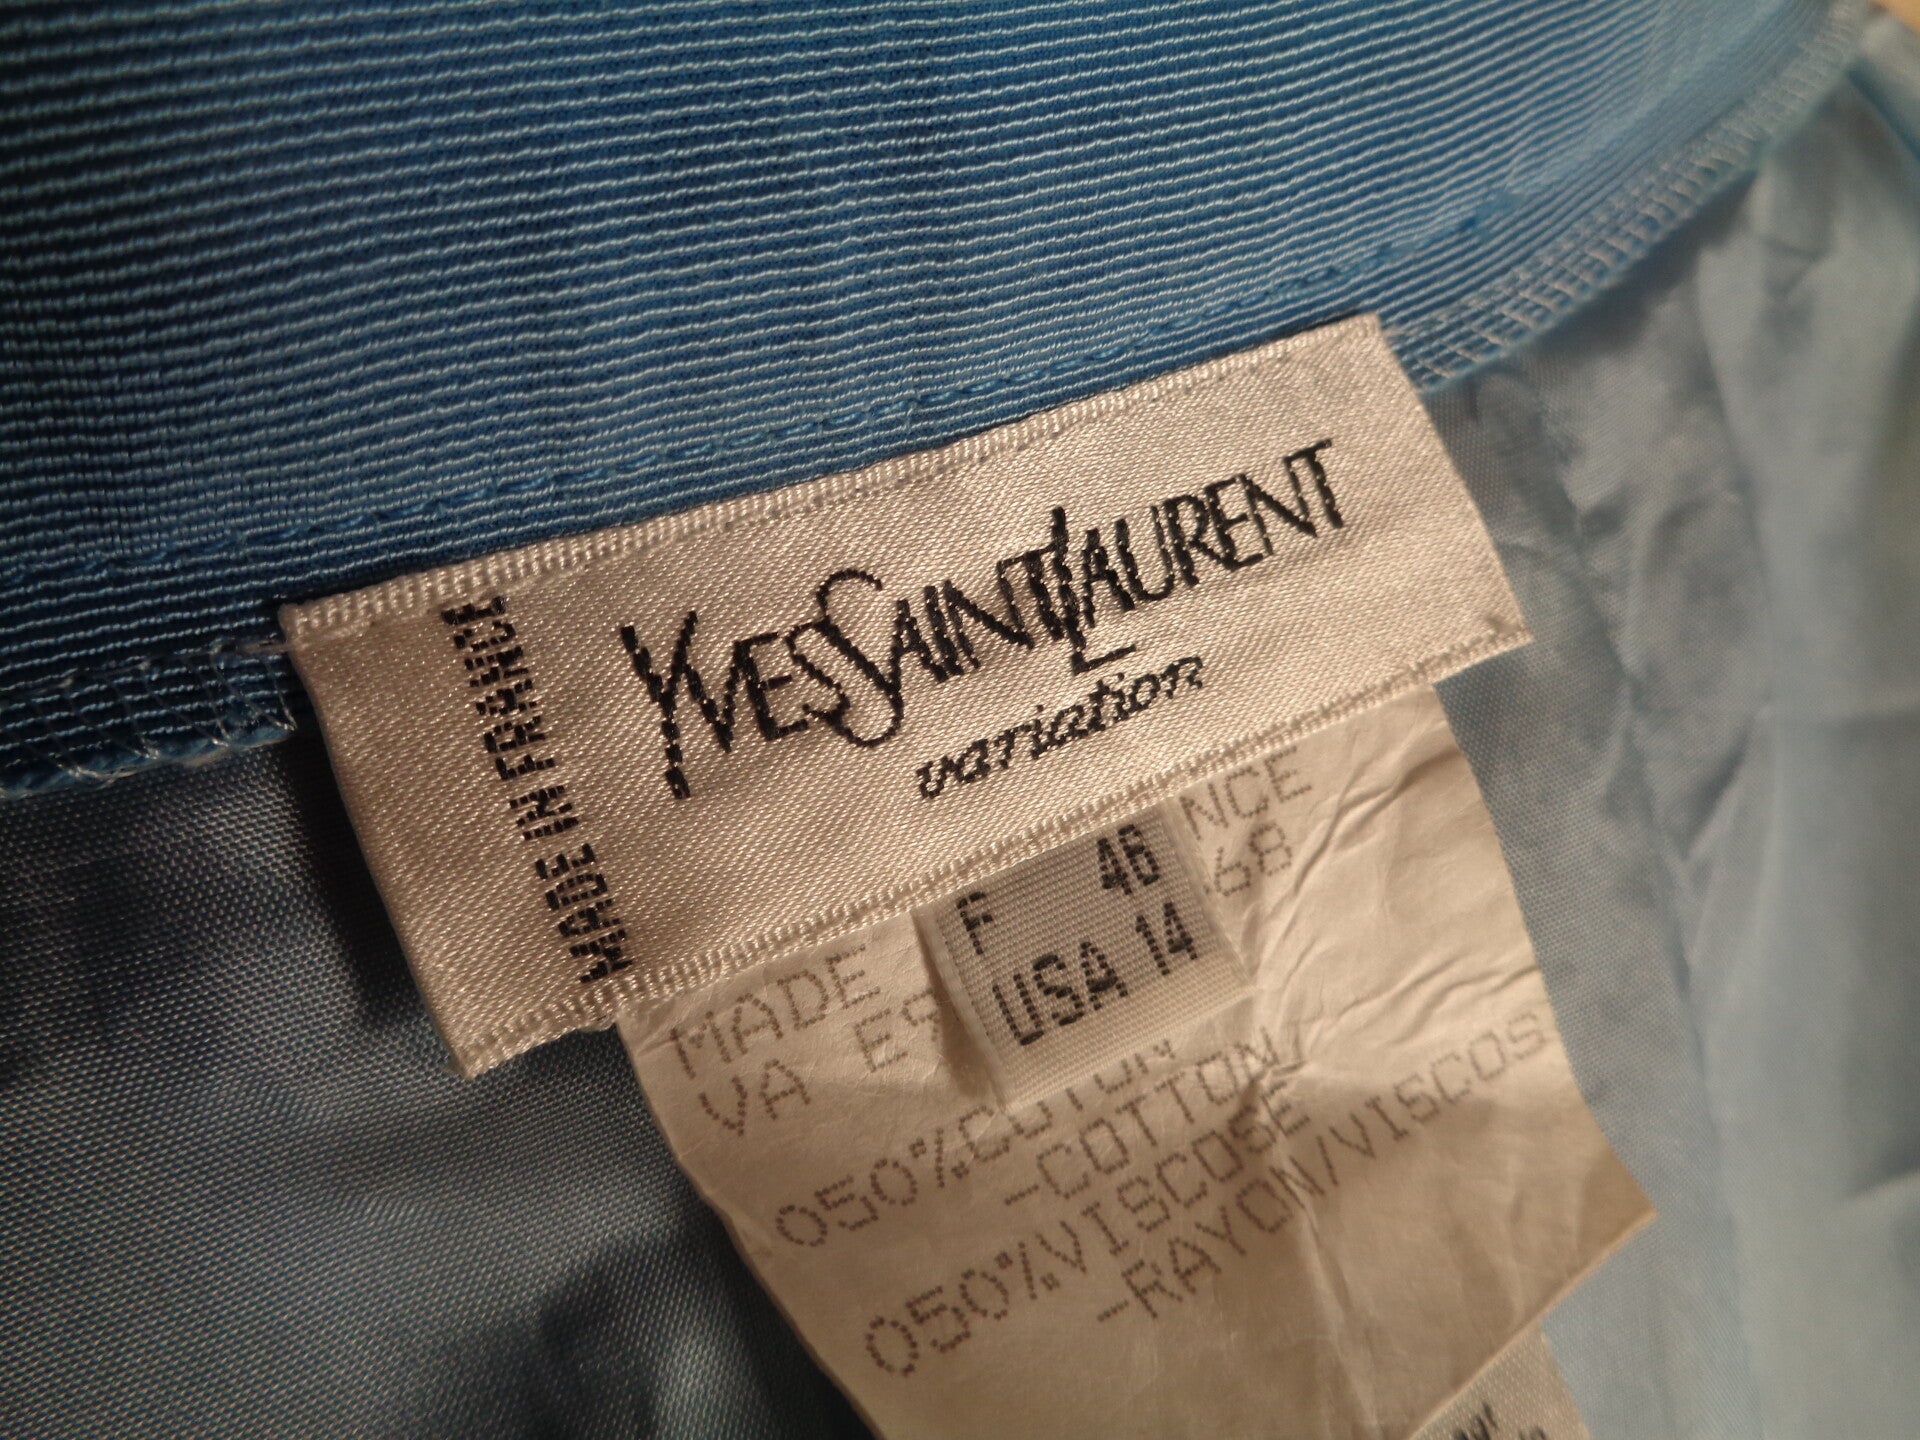 MADE IN FRANCE
YVESSAINTLAURENT
variation
F 46
USA 14
MADE NCE
VA 68
050%COTON
-COTTON
050%VISCOSE
-RAYON/VISCOS